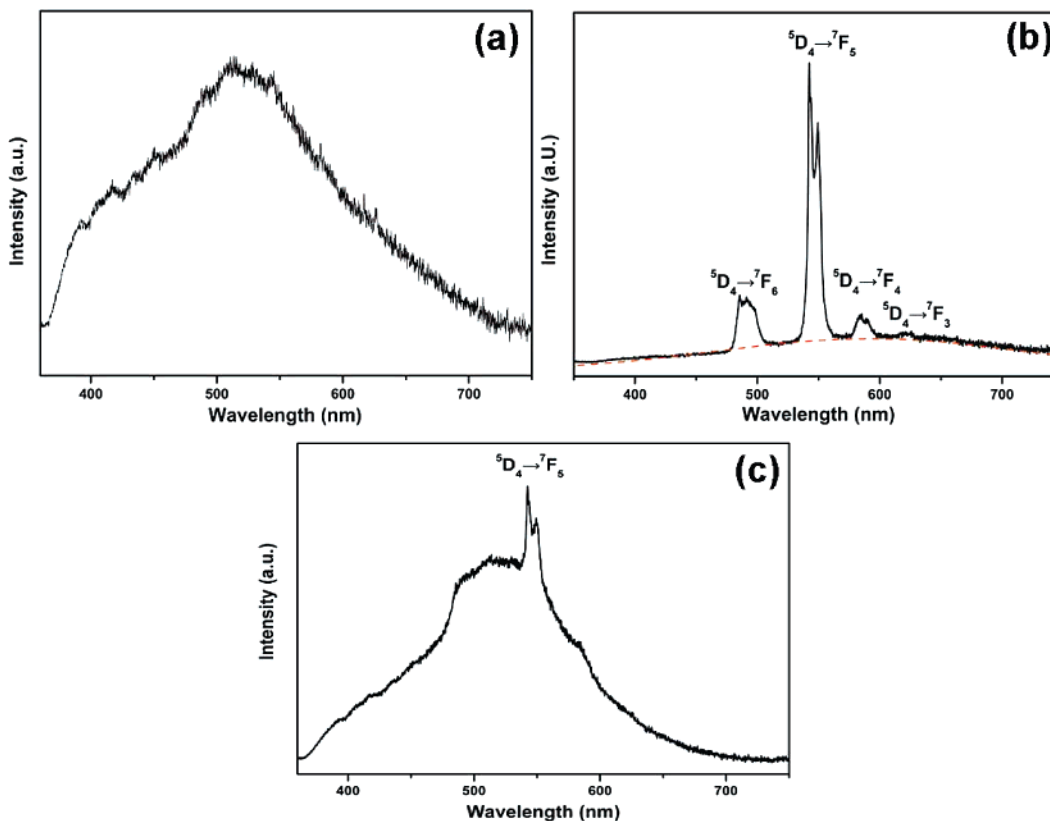 (a)
Intensity (a.u.)
400 500 600 700
Wavelength (nm)
(b)
⁵D₄→⁷F₅
⁵D₄→⁷F₆
⁵D₄→⁷F₄
⁵D₄→⁷F₃
Intensity (a.U.)
400 500 600 700
Wavelength (nm)
(c)
⁵D₄→⁷F₅
Intensity (a.u.)
400 500 600 700
Wavelength (nm)